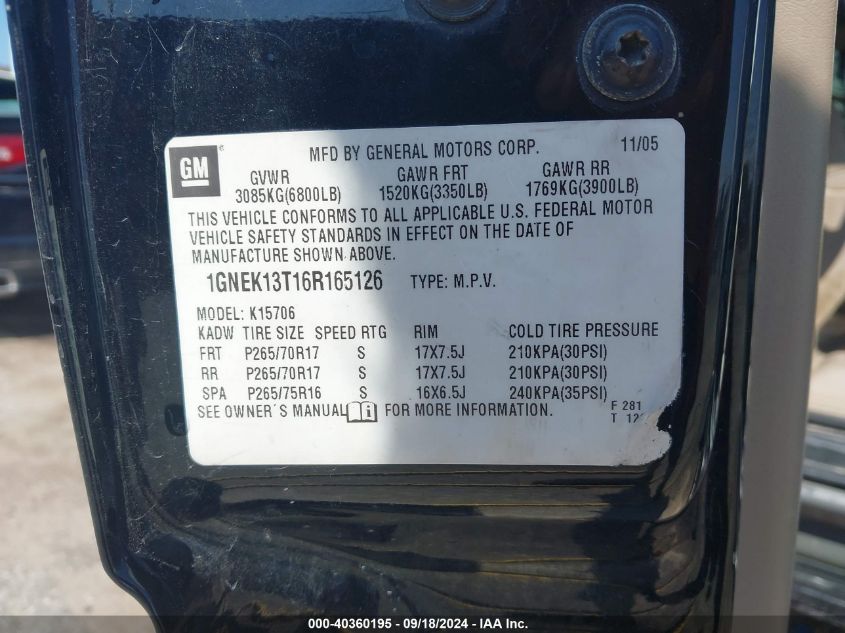 GM ®
MFD BY GENERAL MOTORS CORP. 11/05
GVWR GAWR FRT GAWR RR
3085KG(6800LB) 1520KG(3350LB) 1769KG(3900LB)
THIS VEHICLE CONFORMS TO ALL APPLICABLE U.S. FEDERAL MOTOR
VEHICLE SAFETY STANDARDS IN EFFECT ON THE DATE OF
MANUFACTURE SHOWN ABOVE.
1GNEK13T16R165126 TYPE: M.P.V.
MODEL: K15706
KADW TIRE SIZE SPEED RTG RIM COLD TIRE PRESSURE
FRT P265/70R17 S 17X7.5J 210KPA(30PSI)
RR P265/70R17 S 17X7.5J 210KPA(30PSI)
SPA P265/75R16 S 16X6.5J 240KPA(35PSI)
SEE OWNER´S MANUAL i FOR MORE INFORMATION.
F 281
T
000-40360195 - 09/18/2024 - IAAI.com